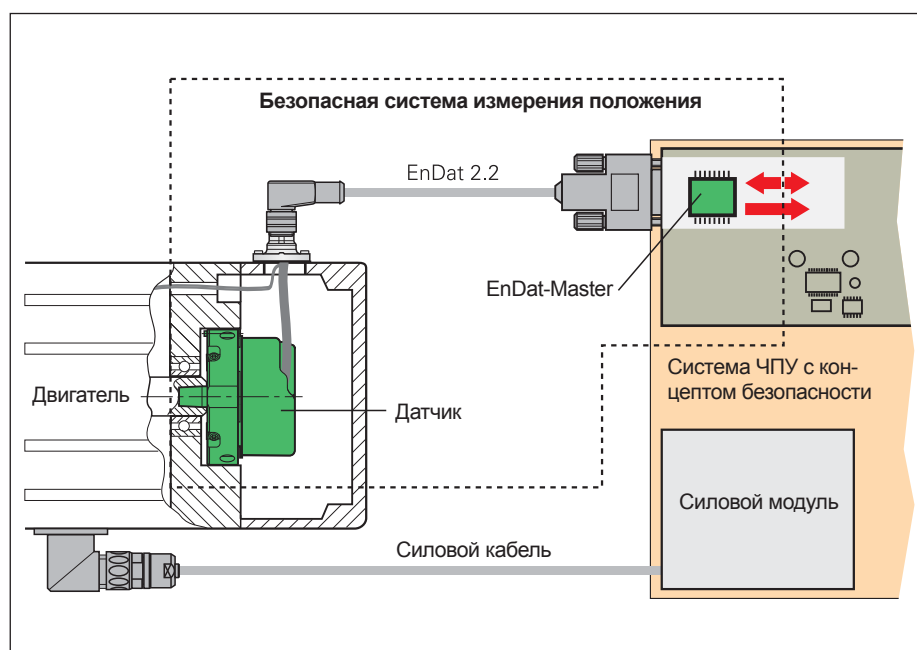 Безопасная система измерения положения
EnDat 2.2
EnDat-Master
Система ЧПУ с кон-
цептом безопасности
Двигатель
Датчик
Силовой модуль
Силовой кабель